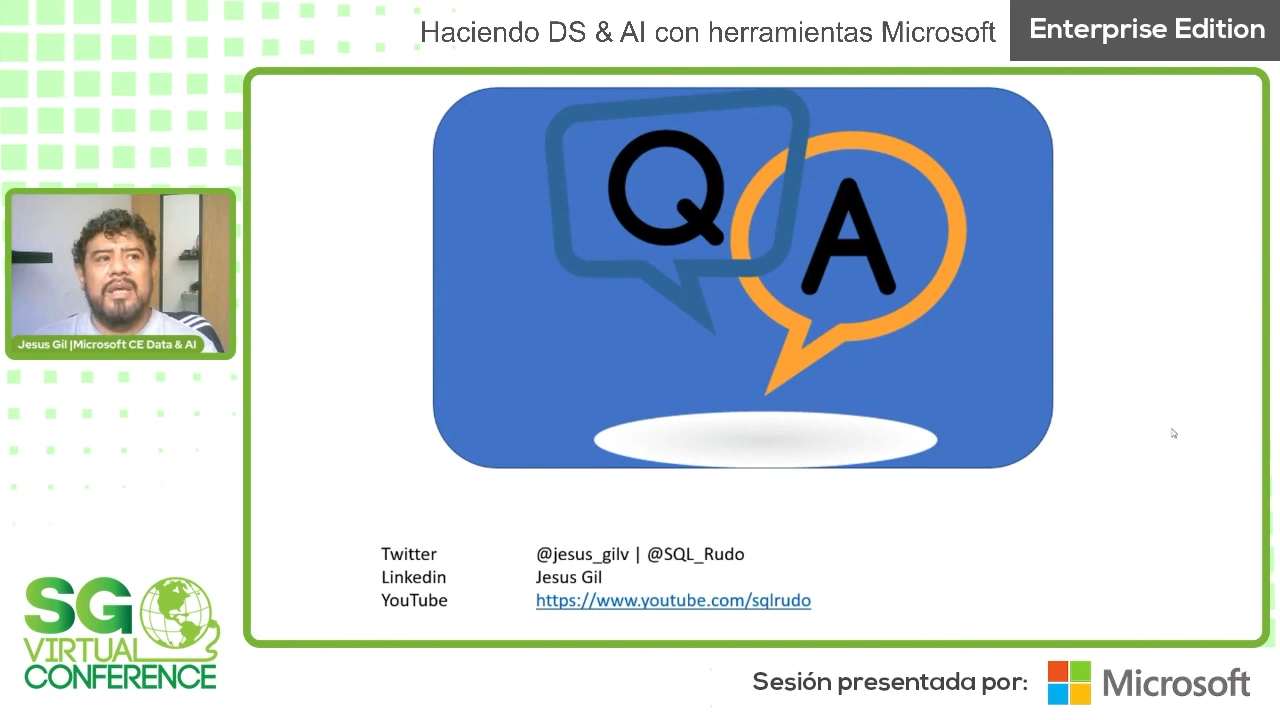 Haciendo DS & AI con herramientas Microsoft
Enterprise Edition
Q A
Jesus Gil |Microsoft CE Data & AI
Twitter @jesus_gilv | @SQL_Rudo
Linkedin Jesus Gil
YouTube https://www.youtube.com/sqlrudo
SG
VIRTUAL
CONFERENCE
Sesión presentada por: Microsoft